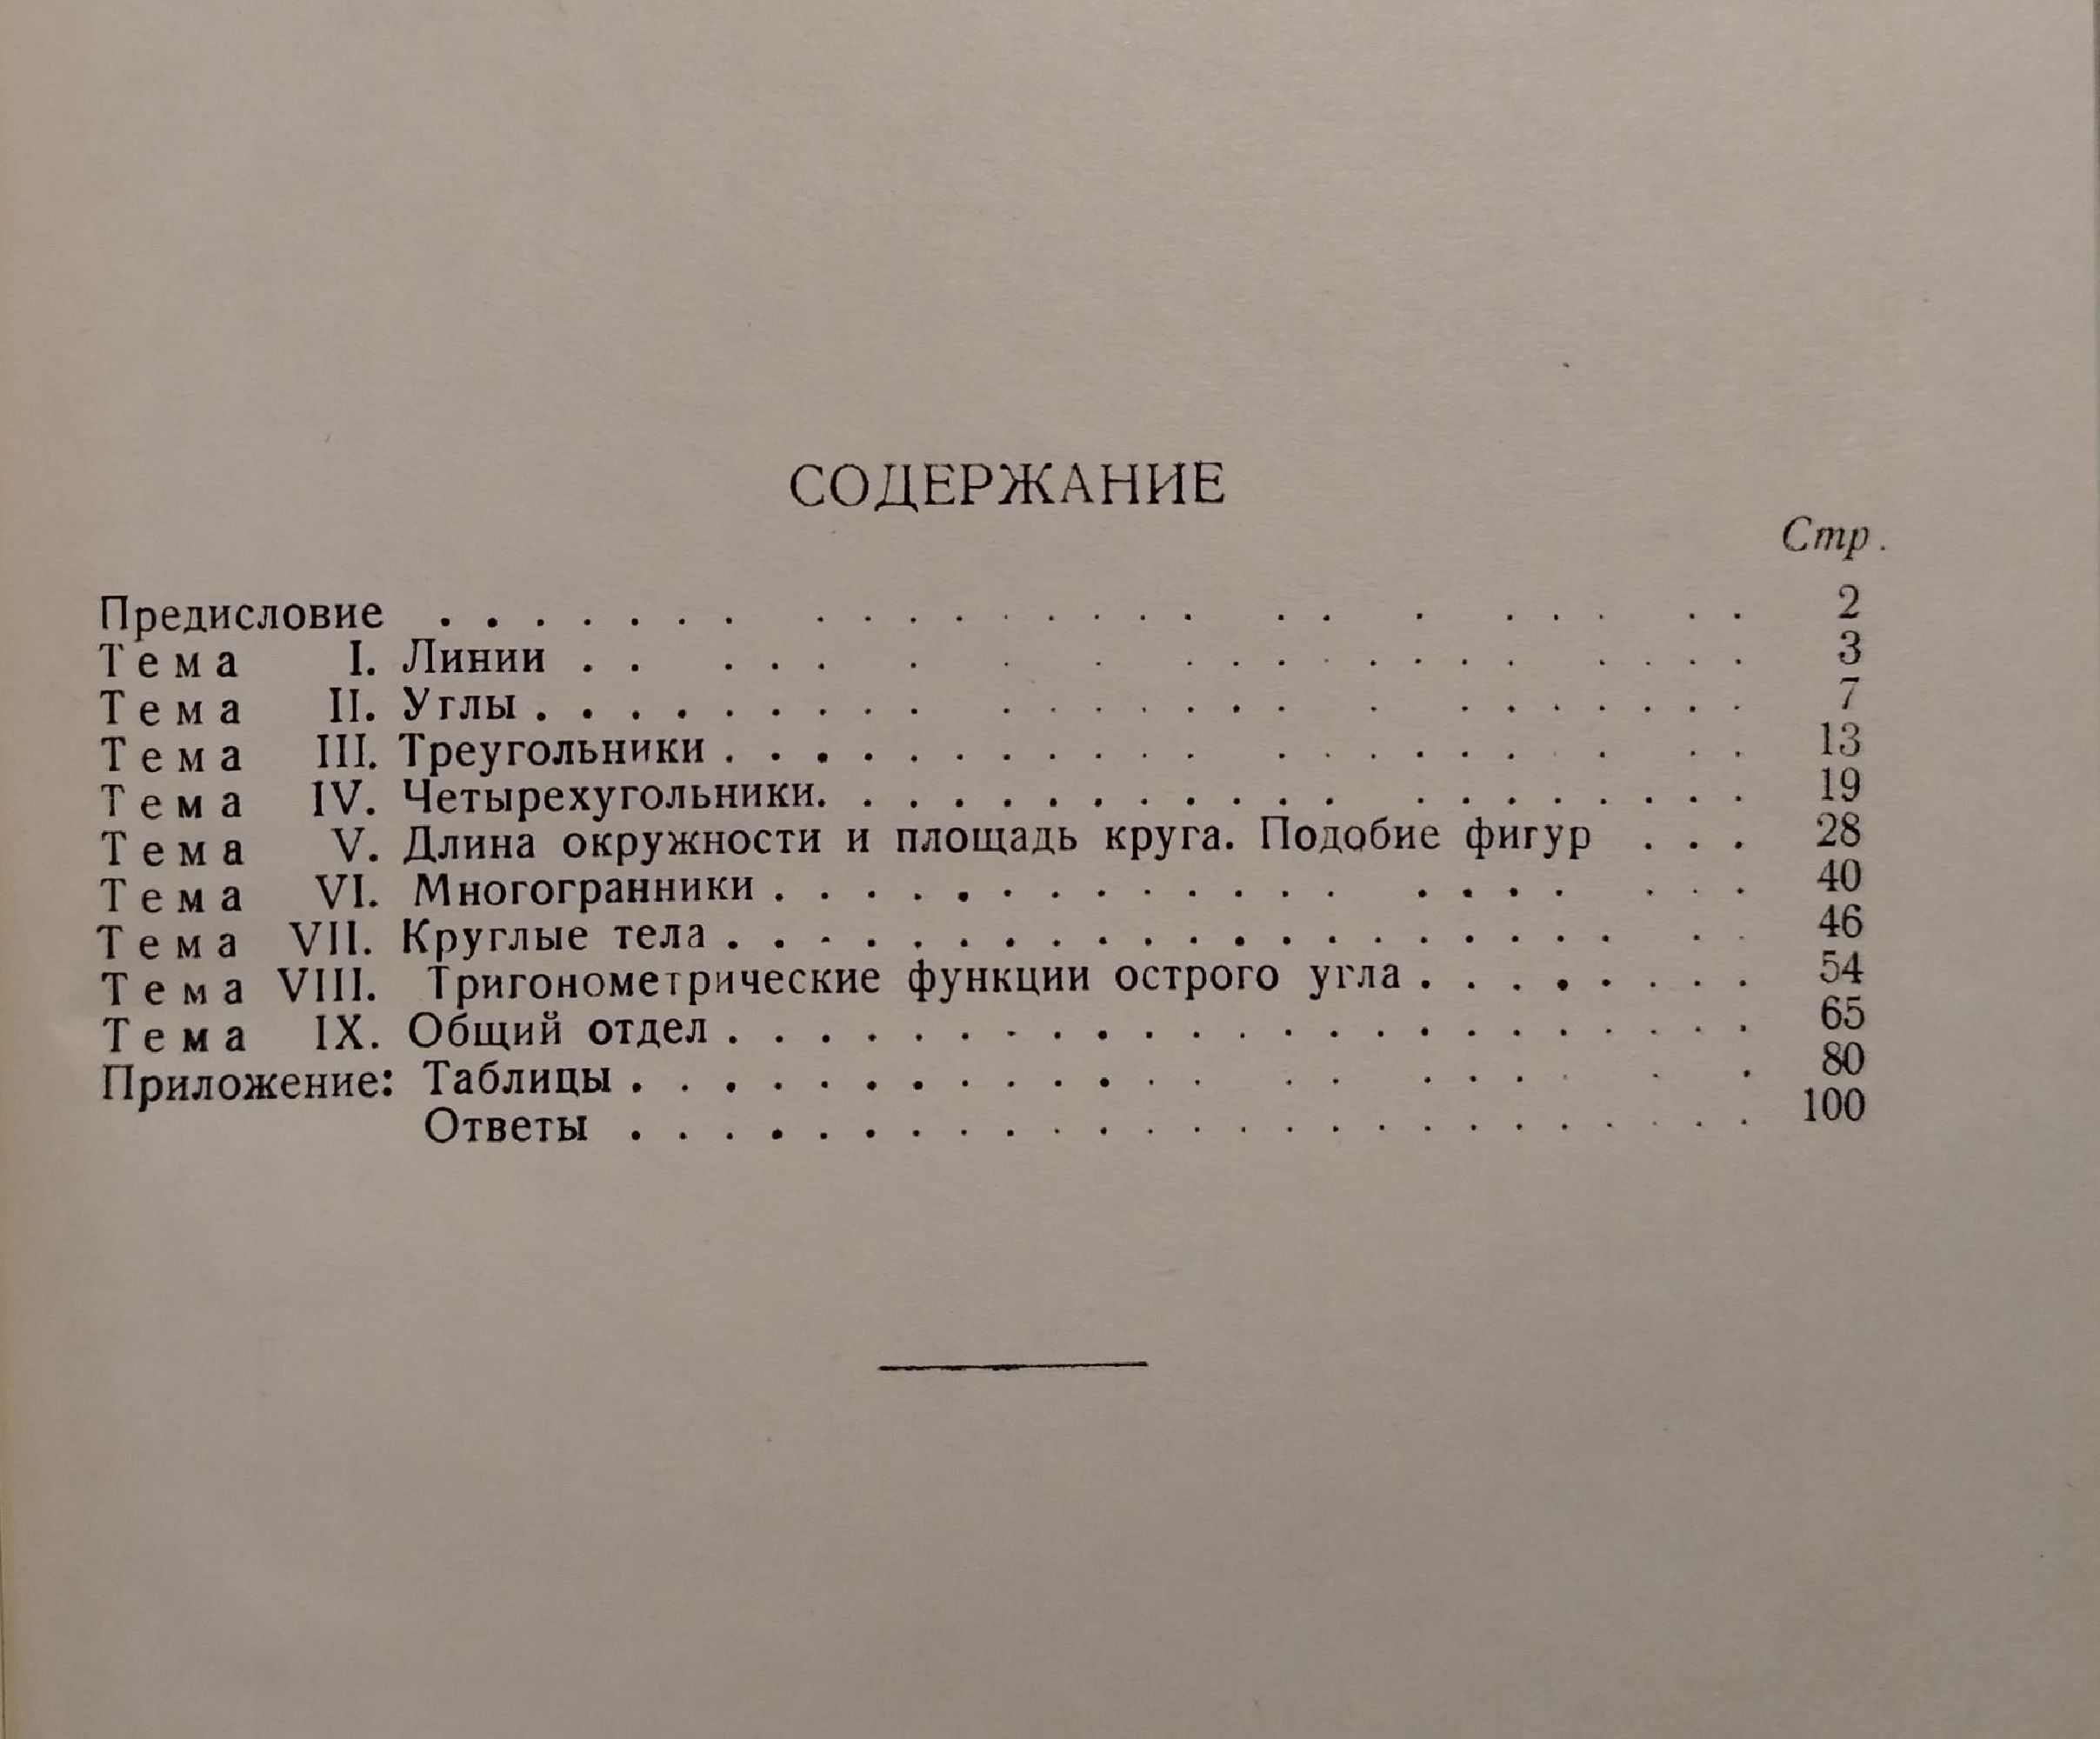 СОДЕРЖАНИЕ
Стр.
Предисловие . . . . . . . . . . . . . . . . . . . . . . . 2
Тема I. Линии . . . . . . . . . . . . . . . . . . . . 3
Тема II. Углы . . . . . . . . . . . . . . . . . . . . . . . 7
Тема III. Треугольники . . . . . . . . . . . . . . . . . . . . 13
Тема IV. Четырехугольники. . . . . . . . . . . . . . . . . . . . 19
Тема V. Длина окружности и площадь круга. Подобие фигур . . . 28
Тема VI. Многогранники . . . . . . . . . . . . . . . . . . . . 40
Тема VII. Круглые тела . . . . . . . . . . . . . . . . . . . . . . 46
Тема VIII. Тригонометрические функции острого угла . . . . . . . . 54
Тема IX. Общий отдел . . . . . . . . . . . . . . . . . . . . . . . 65
Приложение: Таблицы . . . . . . . . . . . . . . . . . . . . 80
Ответы . . . . . . . . . . . . . . . . . . . . . . . . 100